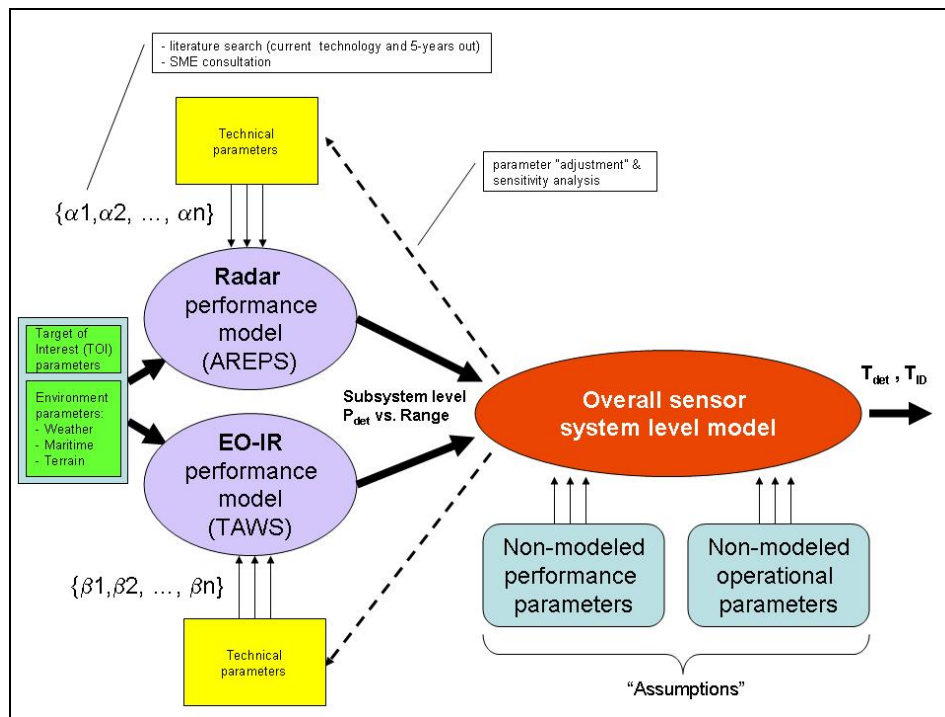 - literature search (current technology and 5-years out)
- SME consultation
Technical
parameters
parameter "adjustment" &
sensitivity analysis
{α1,α2, ..., αn}
Radar
performance
model
(AREPS)
Target of
Interest (TOI)
parameters
Environment
parameters:
- Weather
- Maritime
- Terrain
Subsystem level
Pdet vs. Range
Overall sensor
system level model
Tdet , TID
EO-IR
performance
model
(TAWS)
{β1,β2, ..., βn}
Technical
parameters
Non-modeled
performance
parameters
Non-modeled
operational
parameters
“Assumptions”